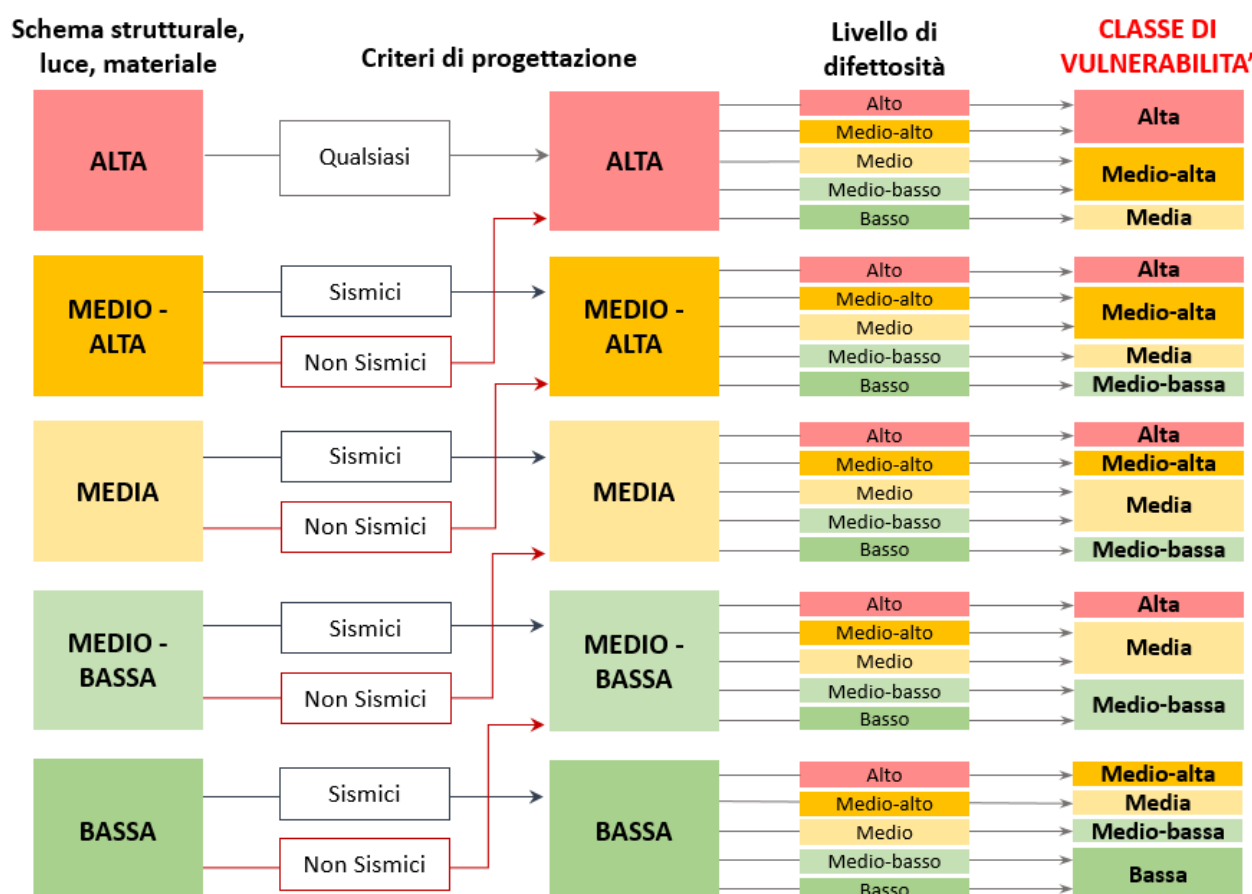 Schema strutturale,
luce, materiale
Criteri di progettazione
Livello di
difettosità
CLASSE DI
VULNERABILITA'
ALTA
Qualsiasi
ALTA
Alto
Medio-alto
Medio
Medio-basso
Basso
Alta
Medio-alta
Media
MEDIO -
ALTA
Sismici
Non Sismici
MEDIO -
ALTA
Alto
Medio-alto
Medio
Medio-basso
Basso
Alta
Medio-alta
Media
Medio-bassa
MEDIA
Sismici
Non Sismici
MEDIA
Alto
Medio-alto
Medio
Medio-basso
Basso
Alta
Medio-alta
Media
Medio-bassa
MEDIO -
BASSA
Sismici
Non Sismici
MEDIO -
BASSA
Alto
Medio-alto
Medio
Medio-basso
Basso
Alta
Media
Medio-bassa
BASSA
Sismici
Non Sismici
BASSA
Alto
Medio-alto
Medio
Medio-basso
Basso
Medio-alta
Media
Medio-bassa
Bassa